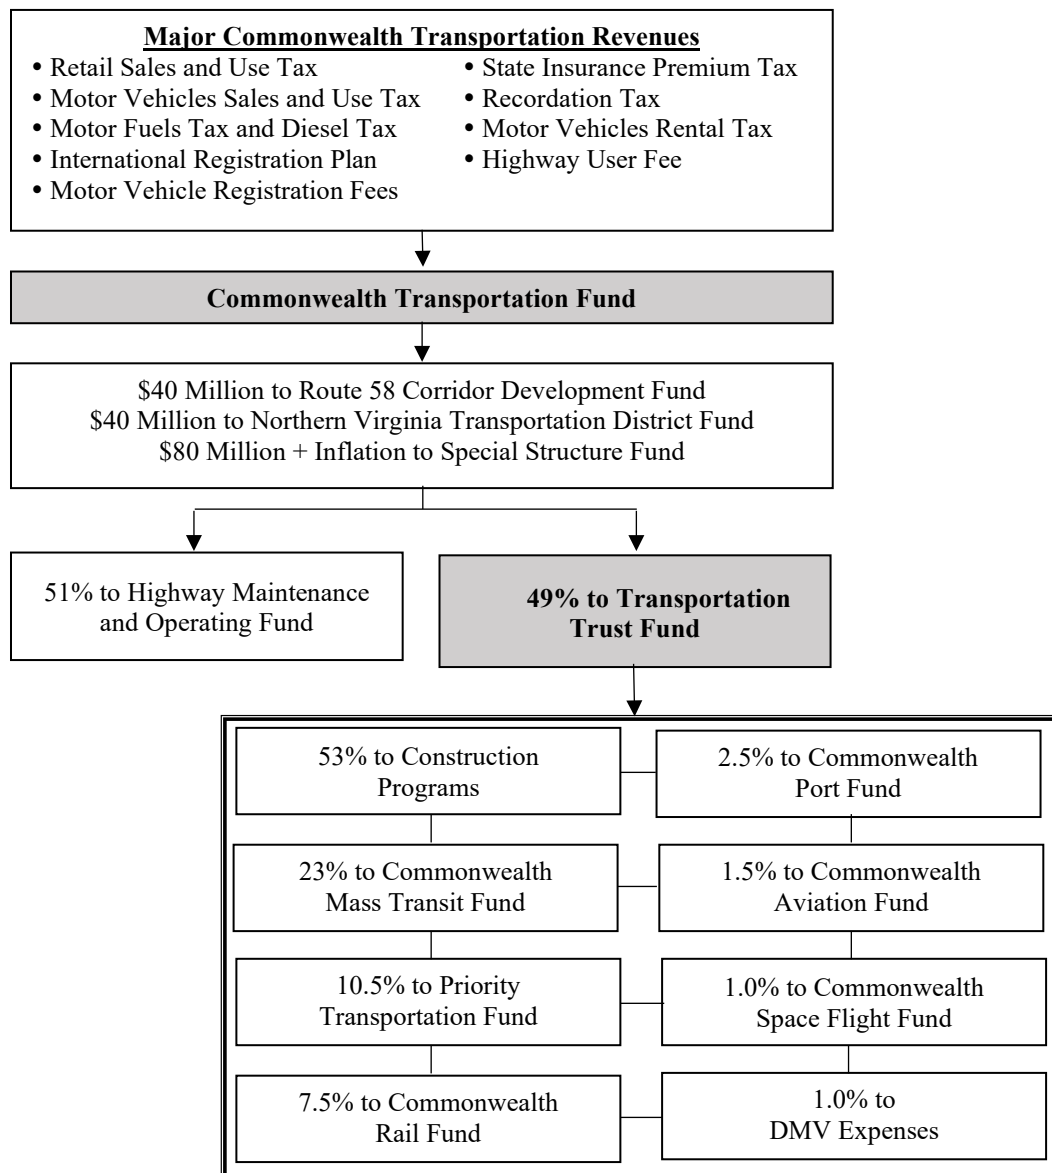 Major Commonwealth Transportation Revenues
• Retail Sales and Use Tax
• Motor Vehicles Sales and Use Tax
• Motor Fuels Tax and Diesel Tax
• International Registration Plan
• Motor Vehicle Registration Fees
• State Insurance Premium Tax
• Recordation Tax
• Motor Vehicles Rental Tax
• Highway User Fee
Commonwealth Transportation Fund
$40 Million to Route 58 Corridor Development Fund
$40 Million to Northern Virginia Transportation District Fund
$80 Million + Inflation to Special Structure Fund
51% to Highway Maintenance
and Operating Fund
49% to Transportation
Trust Fund
53% to Construction
Programs
2.5% to Commonwealth
Port Fund
23% to Commonwealth
Mass Transit Fund
1.5% to Commonwealth
Aviation Fund
10.5% to Priority
Transportation Fund
1.0% to Commonwealth
Space Flight Fund
7.5% to Commonwealth
Rail Fund
1.0% to
DMV Expenses